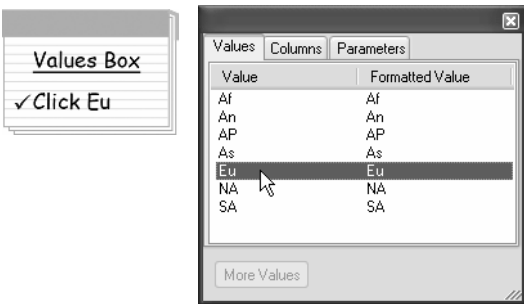 Values Box
✓Click Eu
Values Columns Parameters
Value Formatted Value
Af Af
An An
AP AP
As As
Eu Eu
NA NA
SA SA
More Values